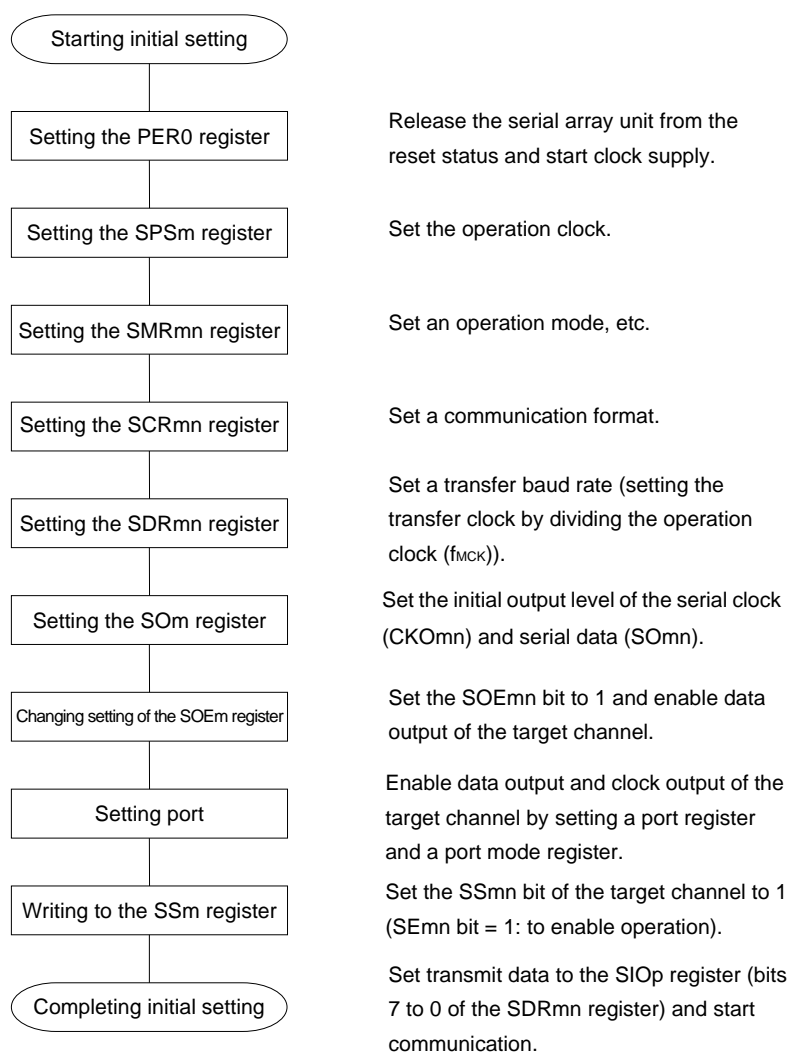 Starting initial setting
Setting the PER0 register
Release the serial array unit from the
reset status and start clock supply.
Setting the SPSm register
Set the operation clock.
Setting the SMRmn register
Set an operation mode, etc.
Setting the SCRmn register
Set a communication format.
Setting the SDRmn register
Set a transfer baud rate (setting the
transfer clock by dividing the operation
clock (fMCK)).
Setting the SOm register
Set the initial output level of the serial clock
(CKOmn) and serial data (SOmn).
Changing setting of the SOEm register
Set the SOEmn bit to 1 and enable data
output of the target channel.
Setting port
Enable data output and clock output of the
target channel by setting a port register
and a port mode register.
Writing to the SSm register
Set the SSmn bit of the target channel to 1
(SEmn bit = 1: to enable operation).
Completing initial setting
Set transmit data to the SIOp register (bits
7 to 0 of the SDRmn register) and start
communication.